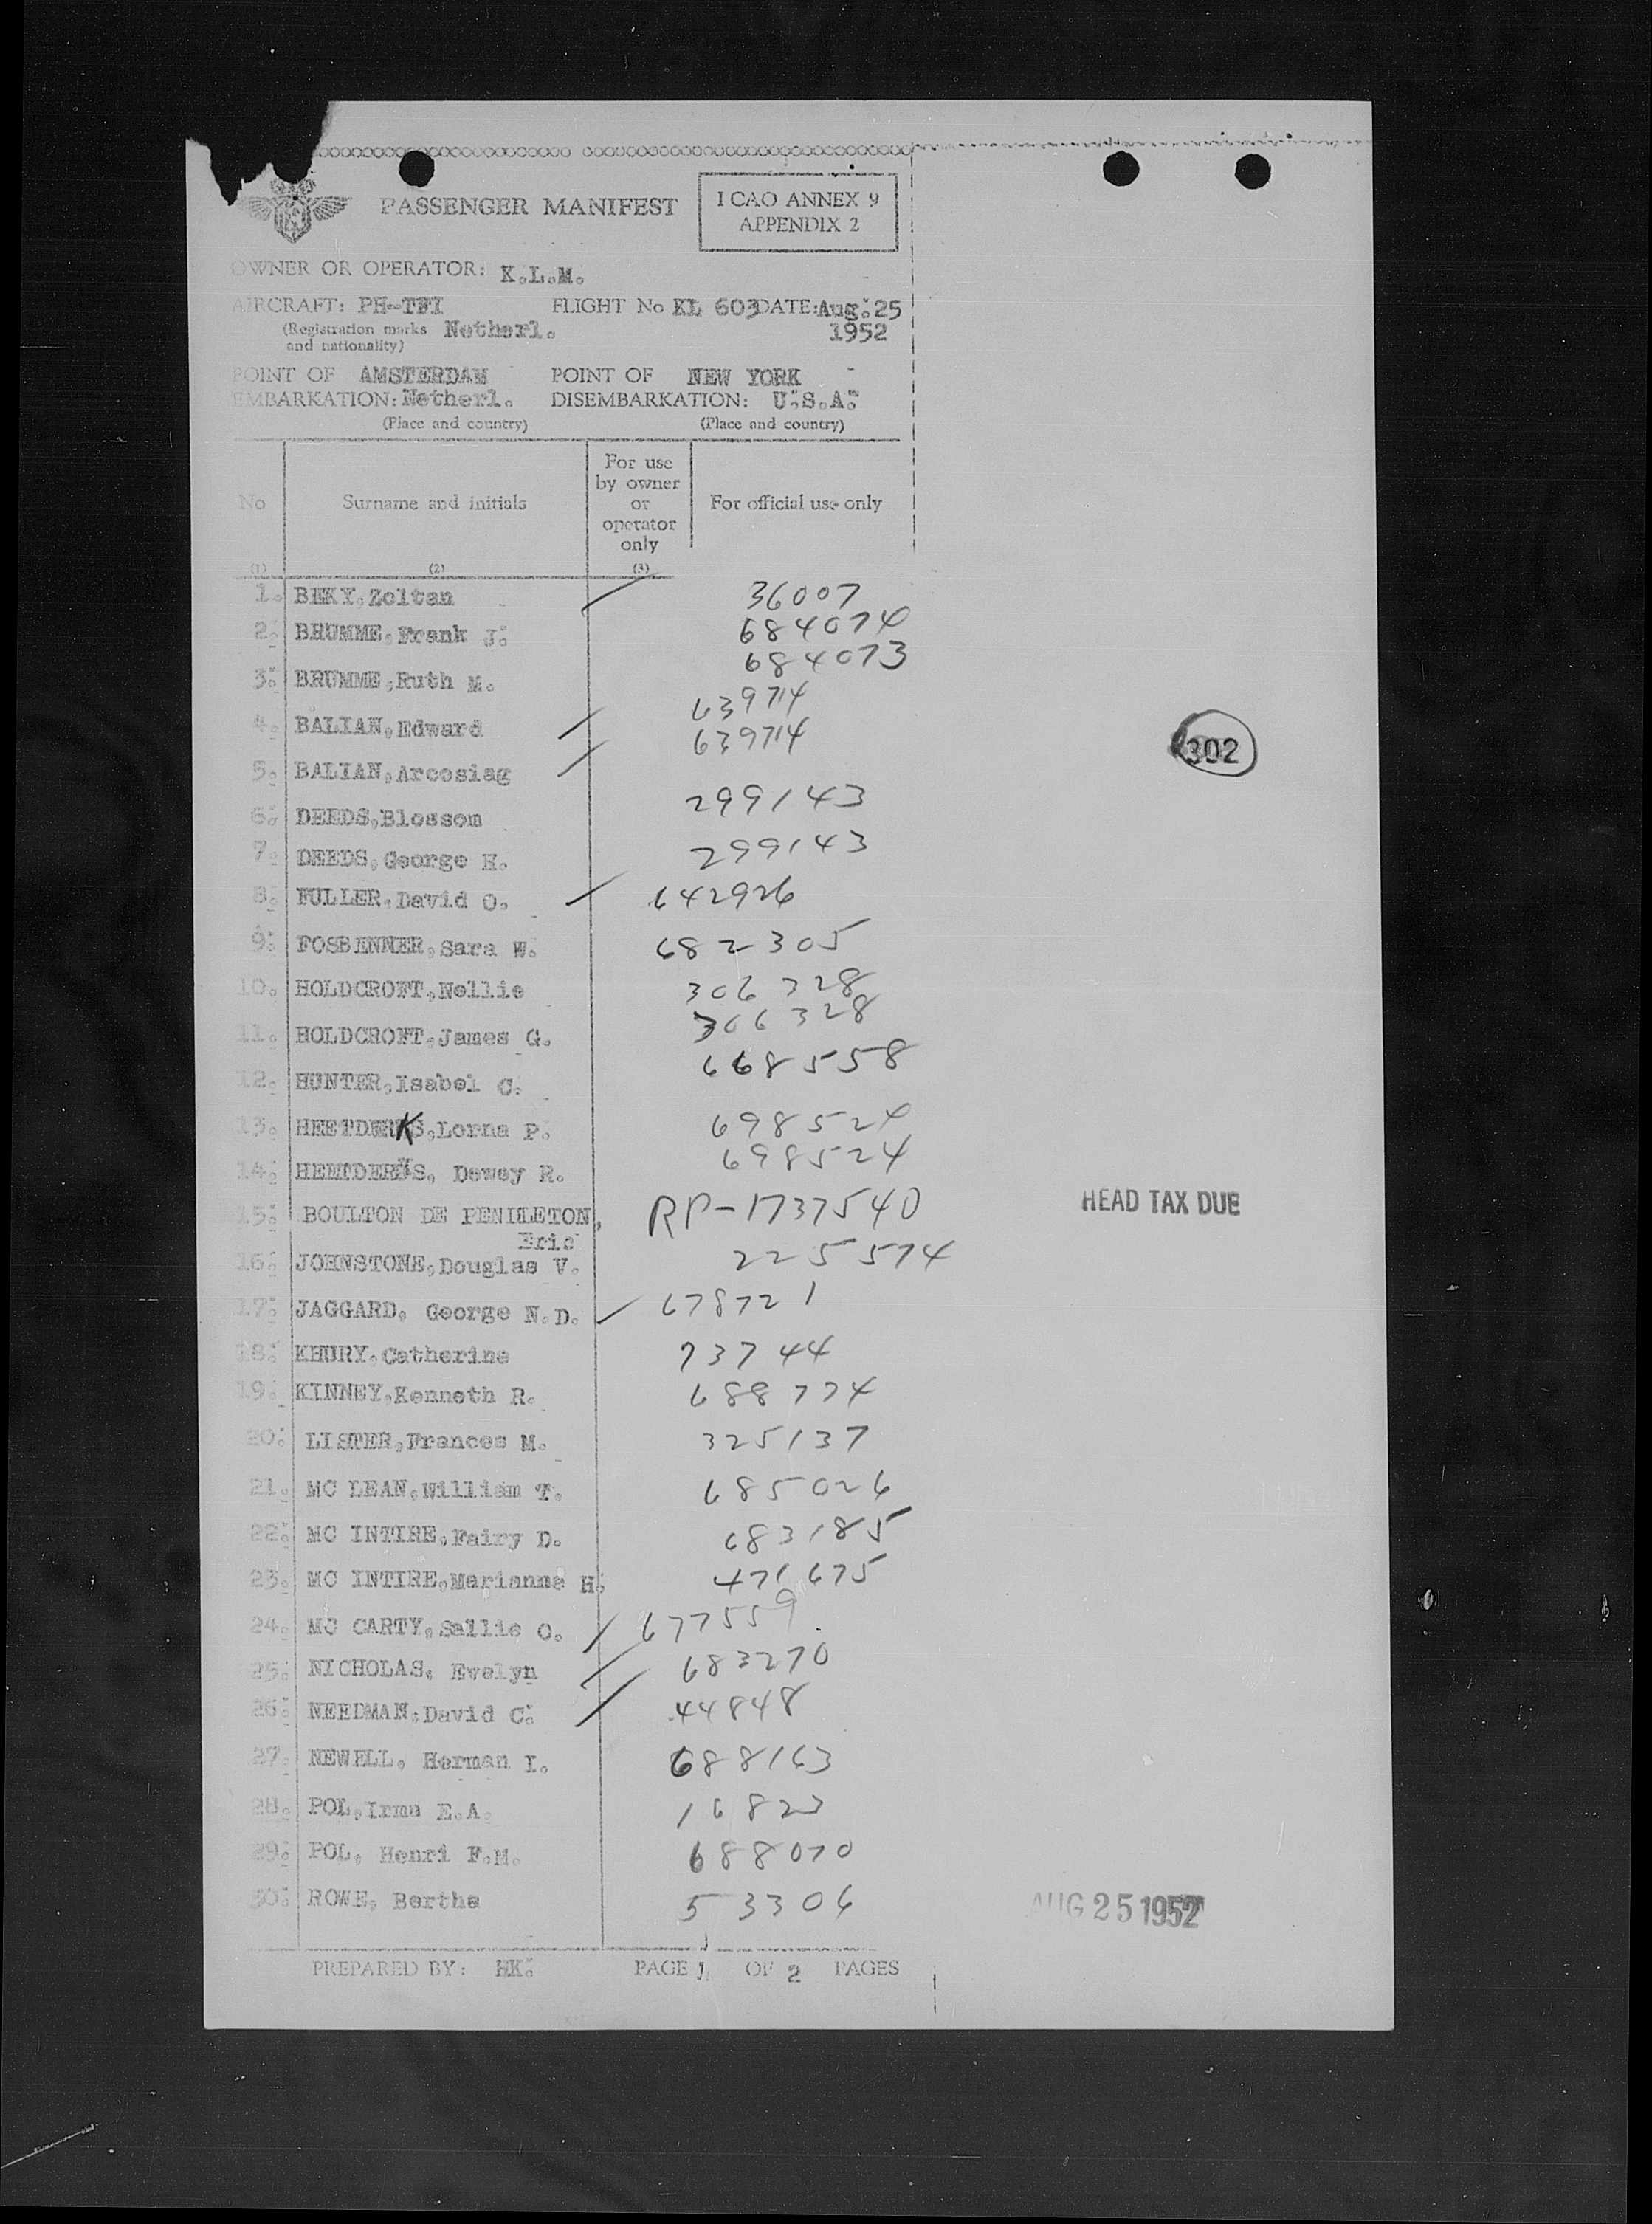 PASSENGER MANIFEST
ICAO ANNEX 9
APPENDIX 2
OWNER OR OPERATOR: K.L.M.
AIRCRAFT: PH-TFI FLIGHT No KL 603 DATE: Aug. 25
(Registration marks and nationality) Netherl. 1952
POINT OF EMBARKATION: AMSTERDAM Netherl. POINT OF DISEMBARKATION: NEW YORK U.S.A.
(Place and country) (Place and country)
No Surname and initials For use by owner or operator only For official use only
(1) (2) (3)
1. BEKY, Zoltan 36007
2. BRUMME, Frank J. 684074
3. BRUMME, Ruth M. 684073
4. BALIAN, Edward 639714
302
5. BALIAN, Arcosiag 639714
6. DEEDS, Blossom 299143
7. DEEDS, George H. 299143
8. FULLER, David O. 642926
9. FOSBENNER, Sara W. 682305
10. HOLDCROFT, Nellie 306328
11. HOLDCROFT, James G. 306328
12. HUNTER, Isabel C. 668558
13. HEETDERKS, Lorna P. 698524
14. HEETDERKS, Dewey R. 698524
15. BOULTON DE PENDLETON, RP-1737540 HEAD TAX DUE
Eric
16. JOHNSTONE, Douglas V. 225574
17. JAGGARD, George N.D. 678721
18. KHURY, Catherine 73744
19. KINNEY, Kenneth R. 688774
20. LISTER, Frances M. 325137
21. MC LEAN, William T. 685026
22. MC INTIRE, Fairy D. 683185
23. MC INTIRE, Marianna H. 471675
24. MC CARTY, Sallie O. 677559
25. NICHOLAS, Evelyn 683270
26. NEEDMAN, David C. 44848
27. NEWELL, Herman I. 688163
28. POL, Irma E.A. 16823
29. POL, Henri F.M. 688070
30. ROWE, Bertha 53306
AUG 25 1952
PREPARED BY: HK. PAGE 1 OF 2 PAGES